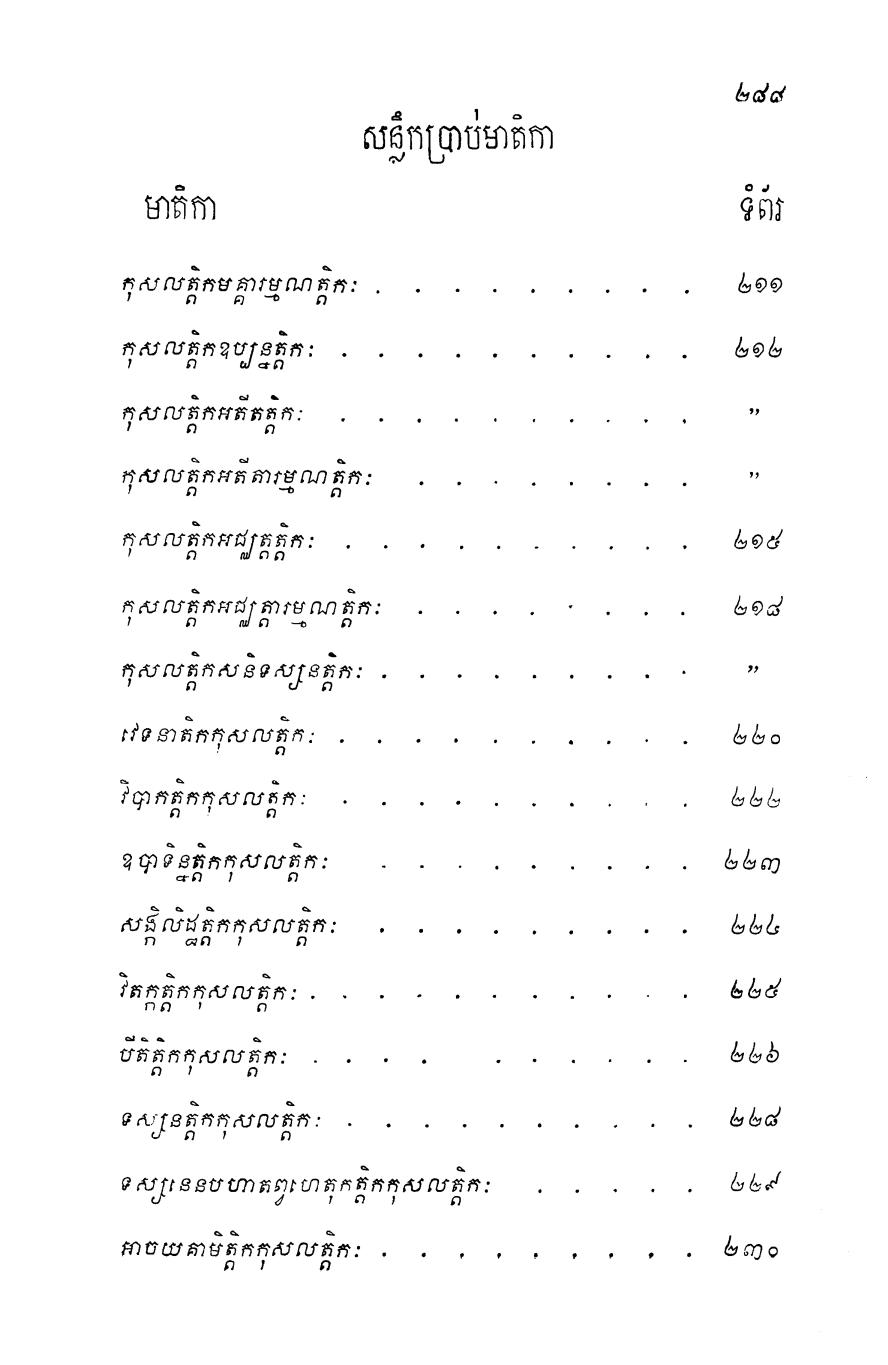 ២៨៨
សន្លឹកប្រាប់មាតិកា
មាតិកា ទំព័រ
កុសលត្តិកមគ្គារម្មណត្តិកៈ . . . . . . . . . ២១១
កុសលត្តិកឧប្បន្នត្តិកៈ . . . . . . . . . . ២១២
កុសលត្តិកអតីតត្តិកៈ . . . . . . . . . . ”
កុសលត្តិកអតីតារម្មណត្តិកៈ . . . . . . . . ”
កុសលត្តិកអជ្ឈត្តត្តិកៈ . . . . . . . . . . ២១៥
កុសលត្តិកអជ្ឈត្តារម្មណត្តិកៈ . . . . . . . . ២១៨
កុសលត្តិកសនិទស្សនត្តិកៈ . . . . . . . . . ”
វេទនាតិកកុសលត្តិកៈ . . . . . . . . . . ២២០
វិបាកត្តិកកុសលត្តិកៈ . . . . . . . . . . ២២២
ឧបាទិន្នត្តិកកុសលត្តិកៈ . . . . . . . . . ២២៣
សង្កិលិដ្ឋត្តិកកុសលត្តិកៈ . . . . . . . . . ២២៤
វិតក្កត្តិកកុសលត្តិកៈ . . . . . . . . . . . ២២៥
បីតិត្តិកកុសលត្តិកៈ . . . . . . . . . . ២២៦
ទស្សនត្តិកកុសលត្តិកៈ . . . . . . . . . . ២២៨
ទស្សនេនបហាតព្វហេតុកត្តិកកុសលត្តិកៈ . . . . . ២២៩
អាចយគាមិត្តិកកុសលត្តិកៈ . . . . . . . . . ២៣០